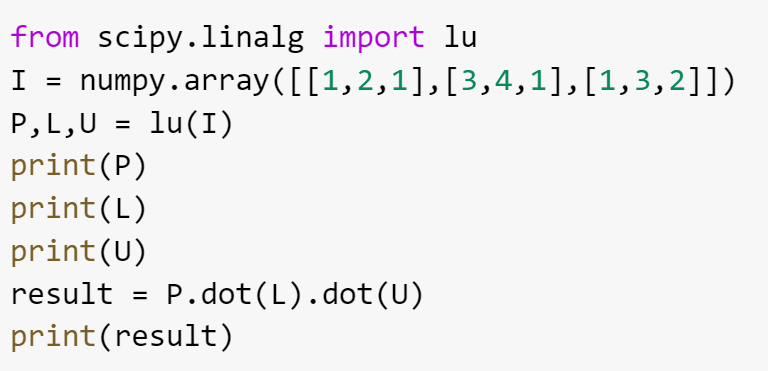 from scipy.linalg import lu
I = numpy.array([[1,2,1],[3,4,1],[1,3,2]])
P,L,U = lu(I)
print(P)
print(L)
print(U)
result = P.dot(L).dot(U)
print(result)